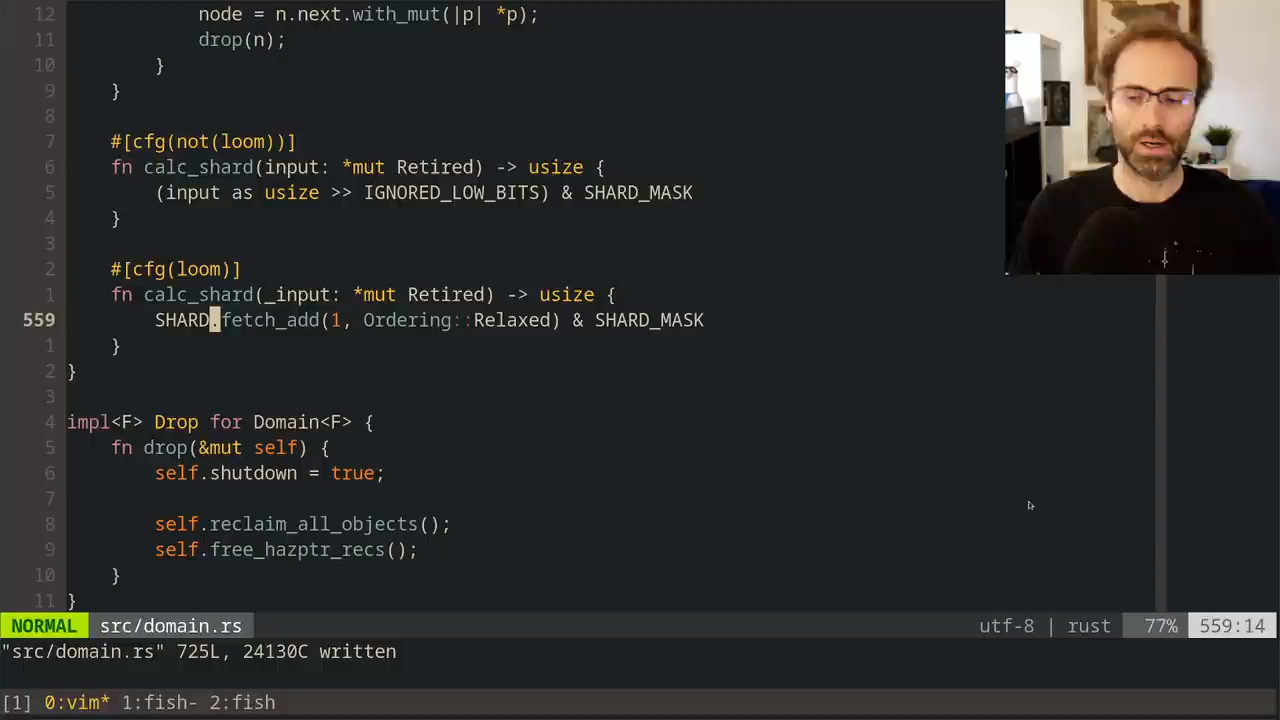 12             node = n.next.with_mut(|p| *p);
11             drop(n);
10         }
9     }
8
7     #[cfg(not(loom))]
6     fn calc_shard(input: *mut Retired) -> usize {
5         (input as usize >> IGNORED_LOW_BITS) & SHARD_MASK
4     }
3
2     #[cfg(loom)]
1     fn calc_shard(_input: *mut Retired) -> usize {
559         SHARD.fetch_add(1, Ordering::Relaxed) & SHARD_MASK
1     }
2 }
3
4 impl<F> Drop for Domain<F> {
5     fn drop(&mut self) {
6         self.shutdown = true;
7
8         self.reclaim_all_objects();
9         self.free_hazptr_recs();
10     }
11 }
NORMAL src/domain.rs utf-8 | rust 77% 559:14
"src/domain.rs" 725L, 24130C written
[1] 0:vim* 1:fish- 2:fish